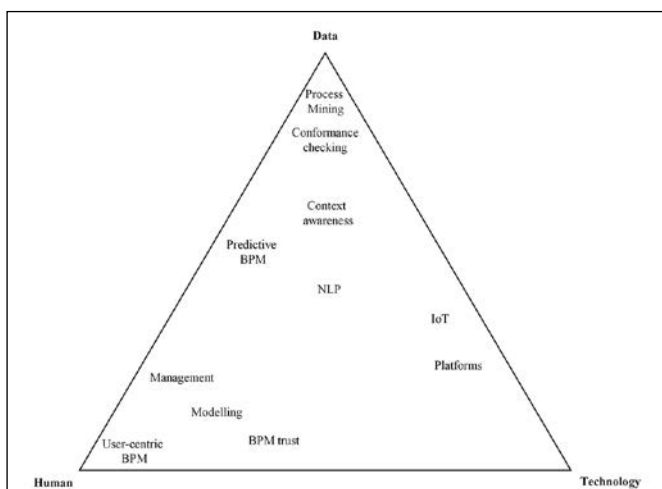 Data
Process
Mining
Conformance
checking
Context
awareness
Predictive
BPM
NLP
IoT
Platforms
Management
Modelling
BPM trust
User-centric
BPM
Human
Technology